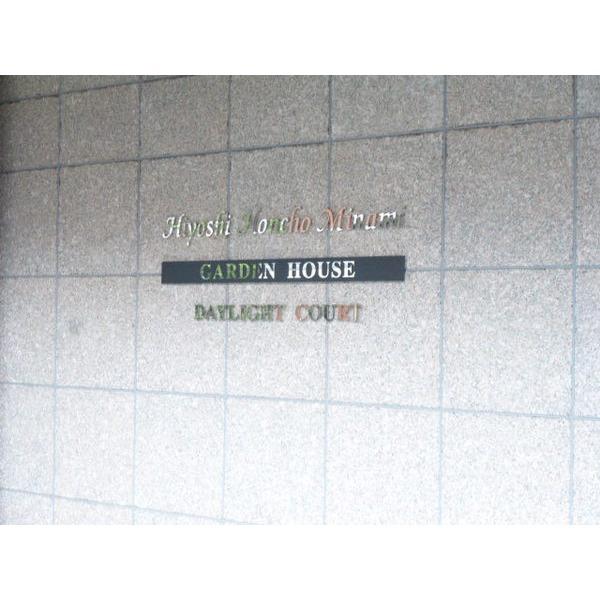 Hiyoshi Honcho Minami
GARDEN HOUSE
DAYLIGHT COURT